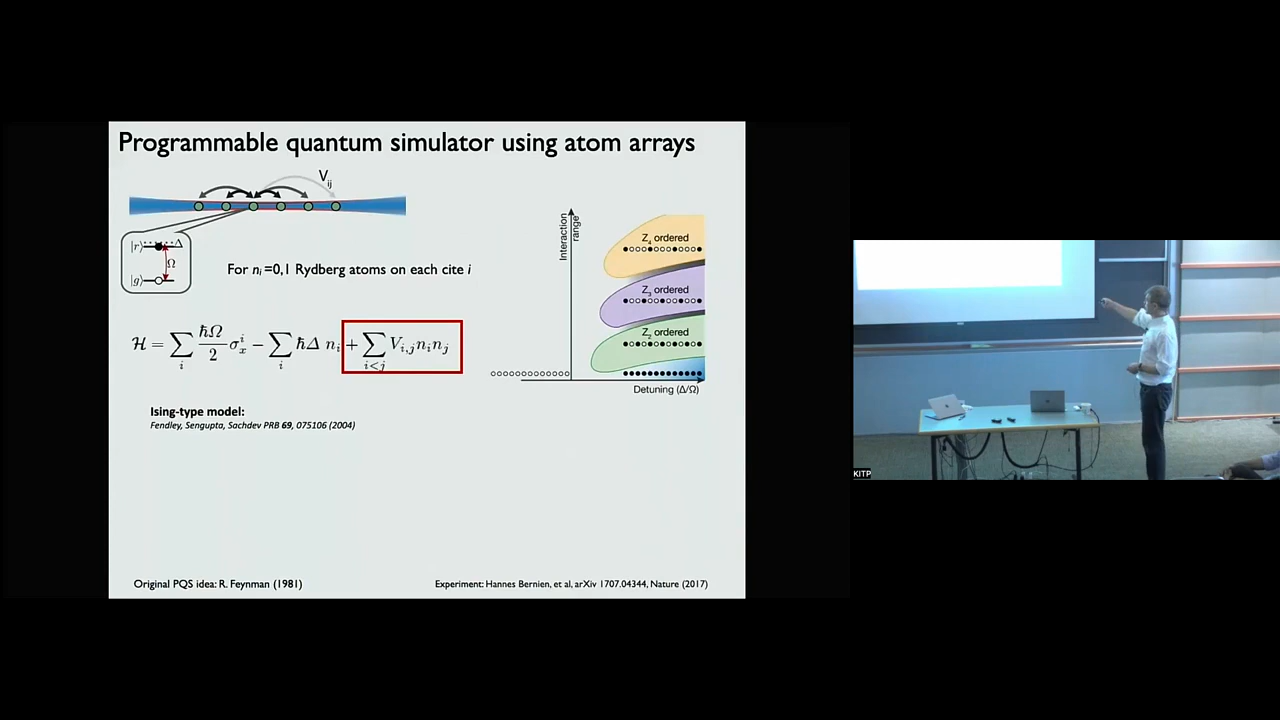 Programmable quantum simulator using atom arrays
V_ij
|r⟩ Δ
Ω
|g⟩
For n_i =0,1 Rydberg atoms on each cite i
ℋ = ∑_i ħΩ/2 σ_x^i − ∑_i ħΔ n_i + ∑_{i<j} V_{i,j} n_i n_j
Ising-type model:
Fendley, Sengupta, Sachdev PRB 69, 075106 (2004)
Interaction
range
Z_4 ordered
Z_3 ordered
Z_2 ordered
Detuning (Δ/Ω)
Original PQS idea: R. Feynman (1981)
Experiment: Hannes Bernien, et al, arXiv 1707.04344, Nature (2017)
KITP